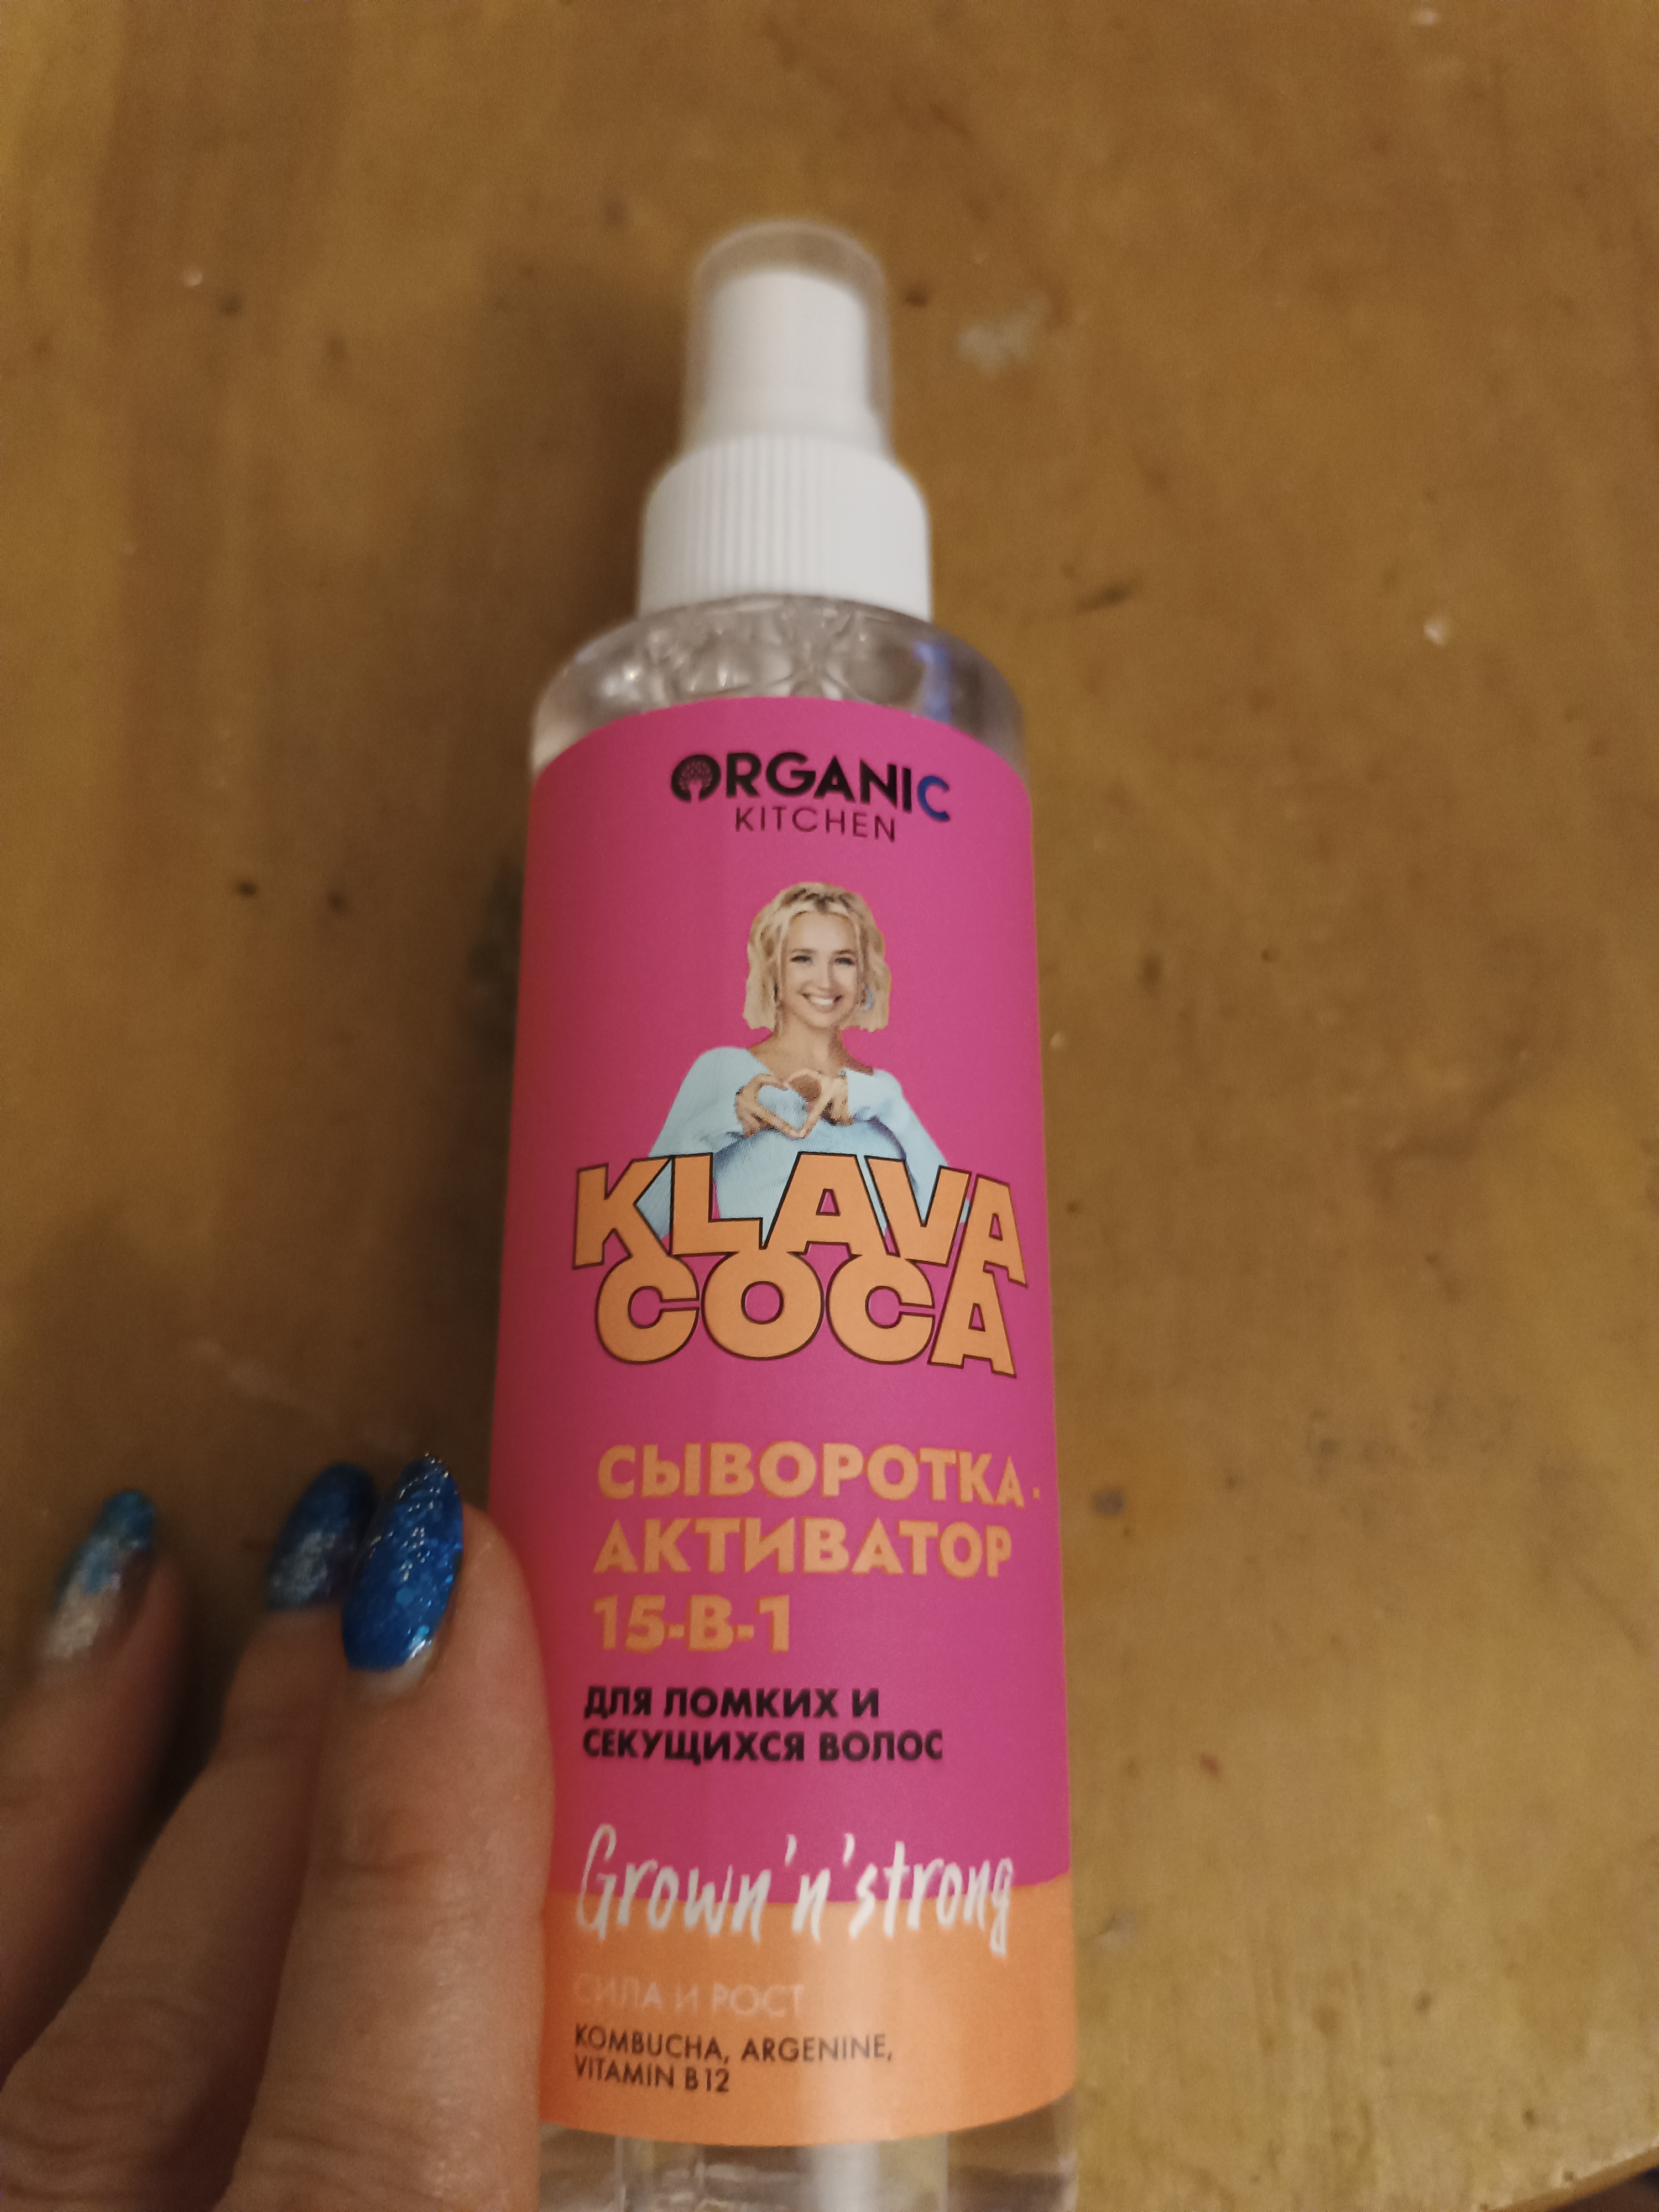 ORGANIC
KITCHEN
KLAVA
COCA
СЫВОРОТКА-
АКТИВАТОР
15-В-1
ДЛЯ ЛОМКИХ И
СЕКУЩИХСЯ ВОЛОС
Grown'n'strong
СИЛА И РОСТ
KOMBUCHA, ARGENINE,
VITAMIN B12